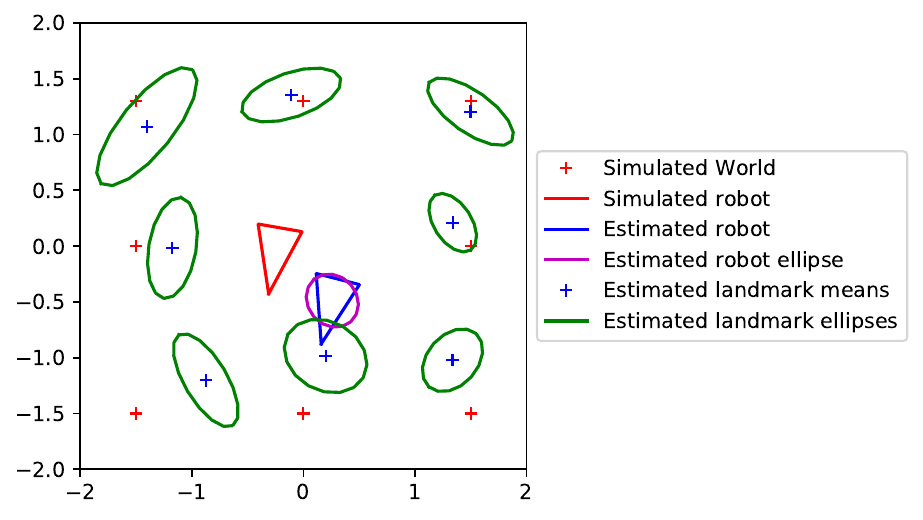 2.0
1.5
1.0
0.5
0.0
−0.5
−1.0
−1.5
−2.0
−2
−1
0
1
2
Simulated World
Simulated robot
Estimated robot
Estimated robot ellipse
Estimated landmark means
Estimated landmark ellipses